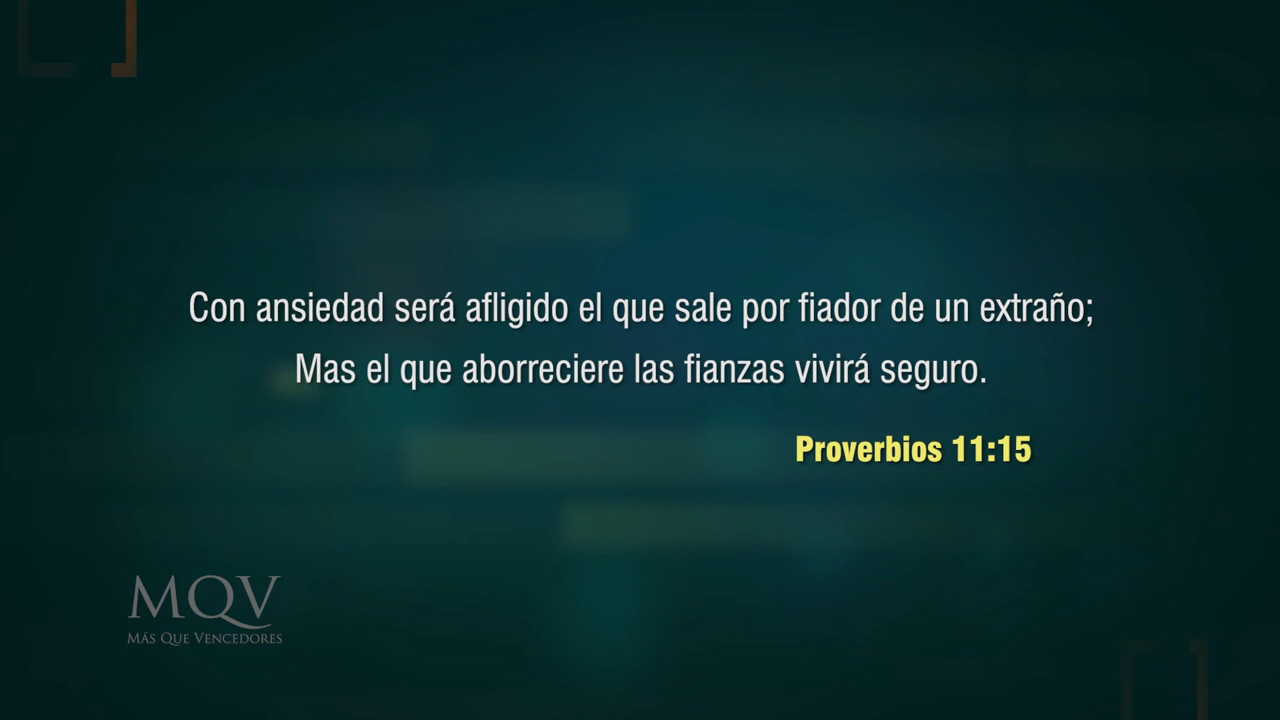 Con ansiedad será afligido el que sale por fiador de un extraño;
Mas el que aborreciere las fianzas vivirá seguro.
Proverbios 11:15
MQV
MÁS QUE VENCEDORES